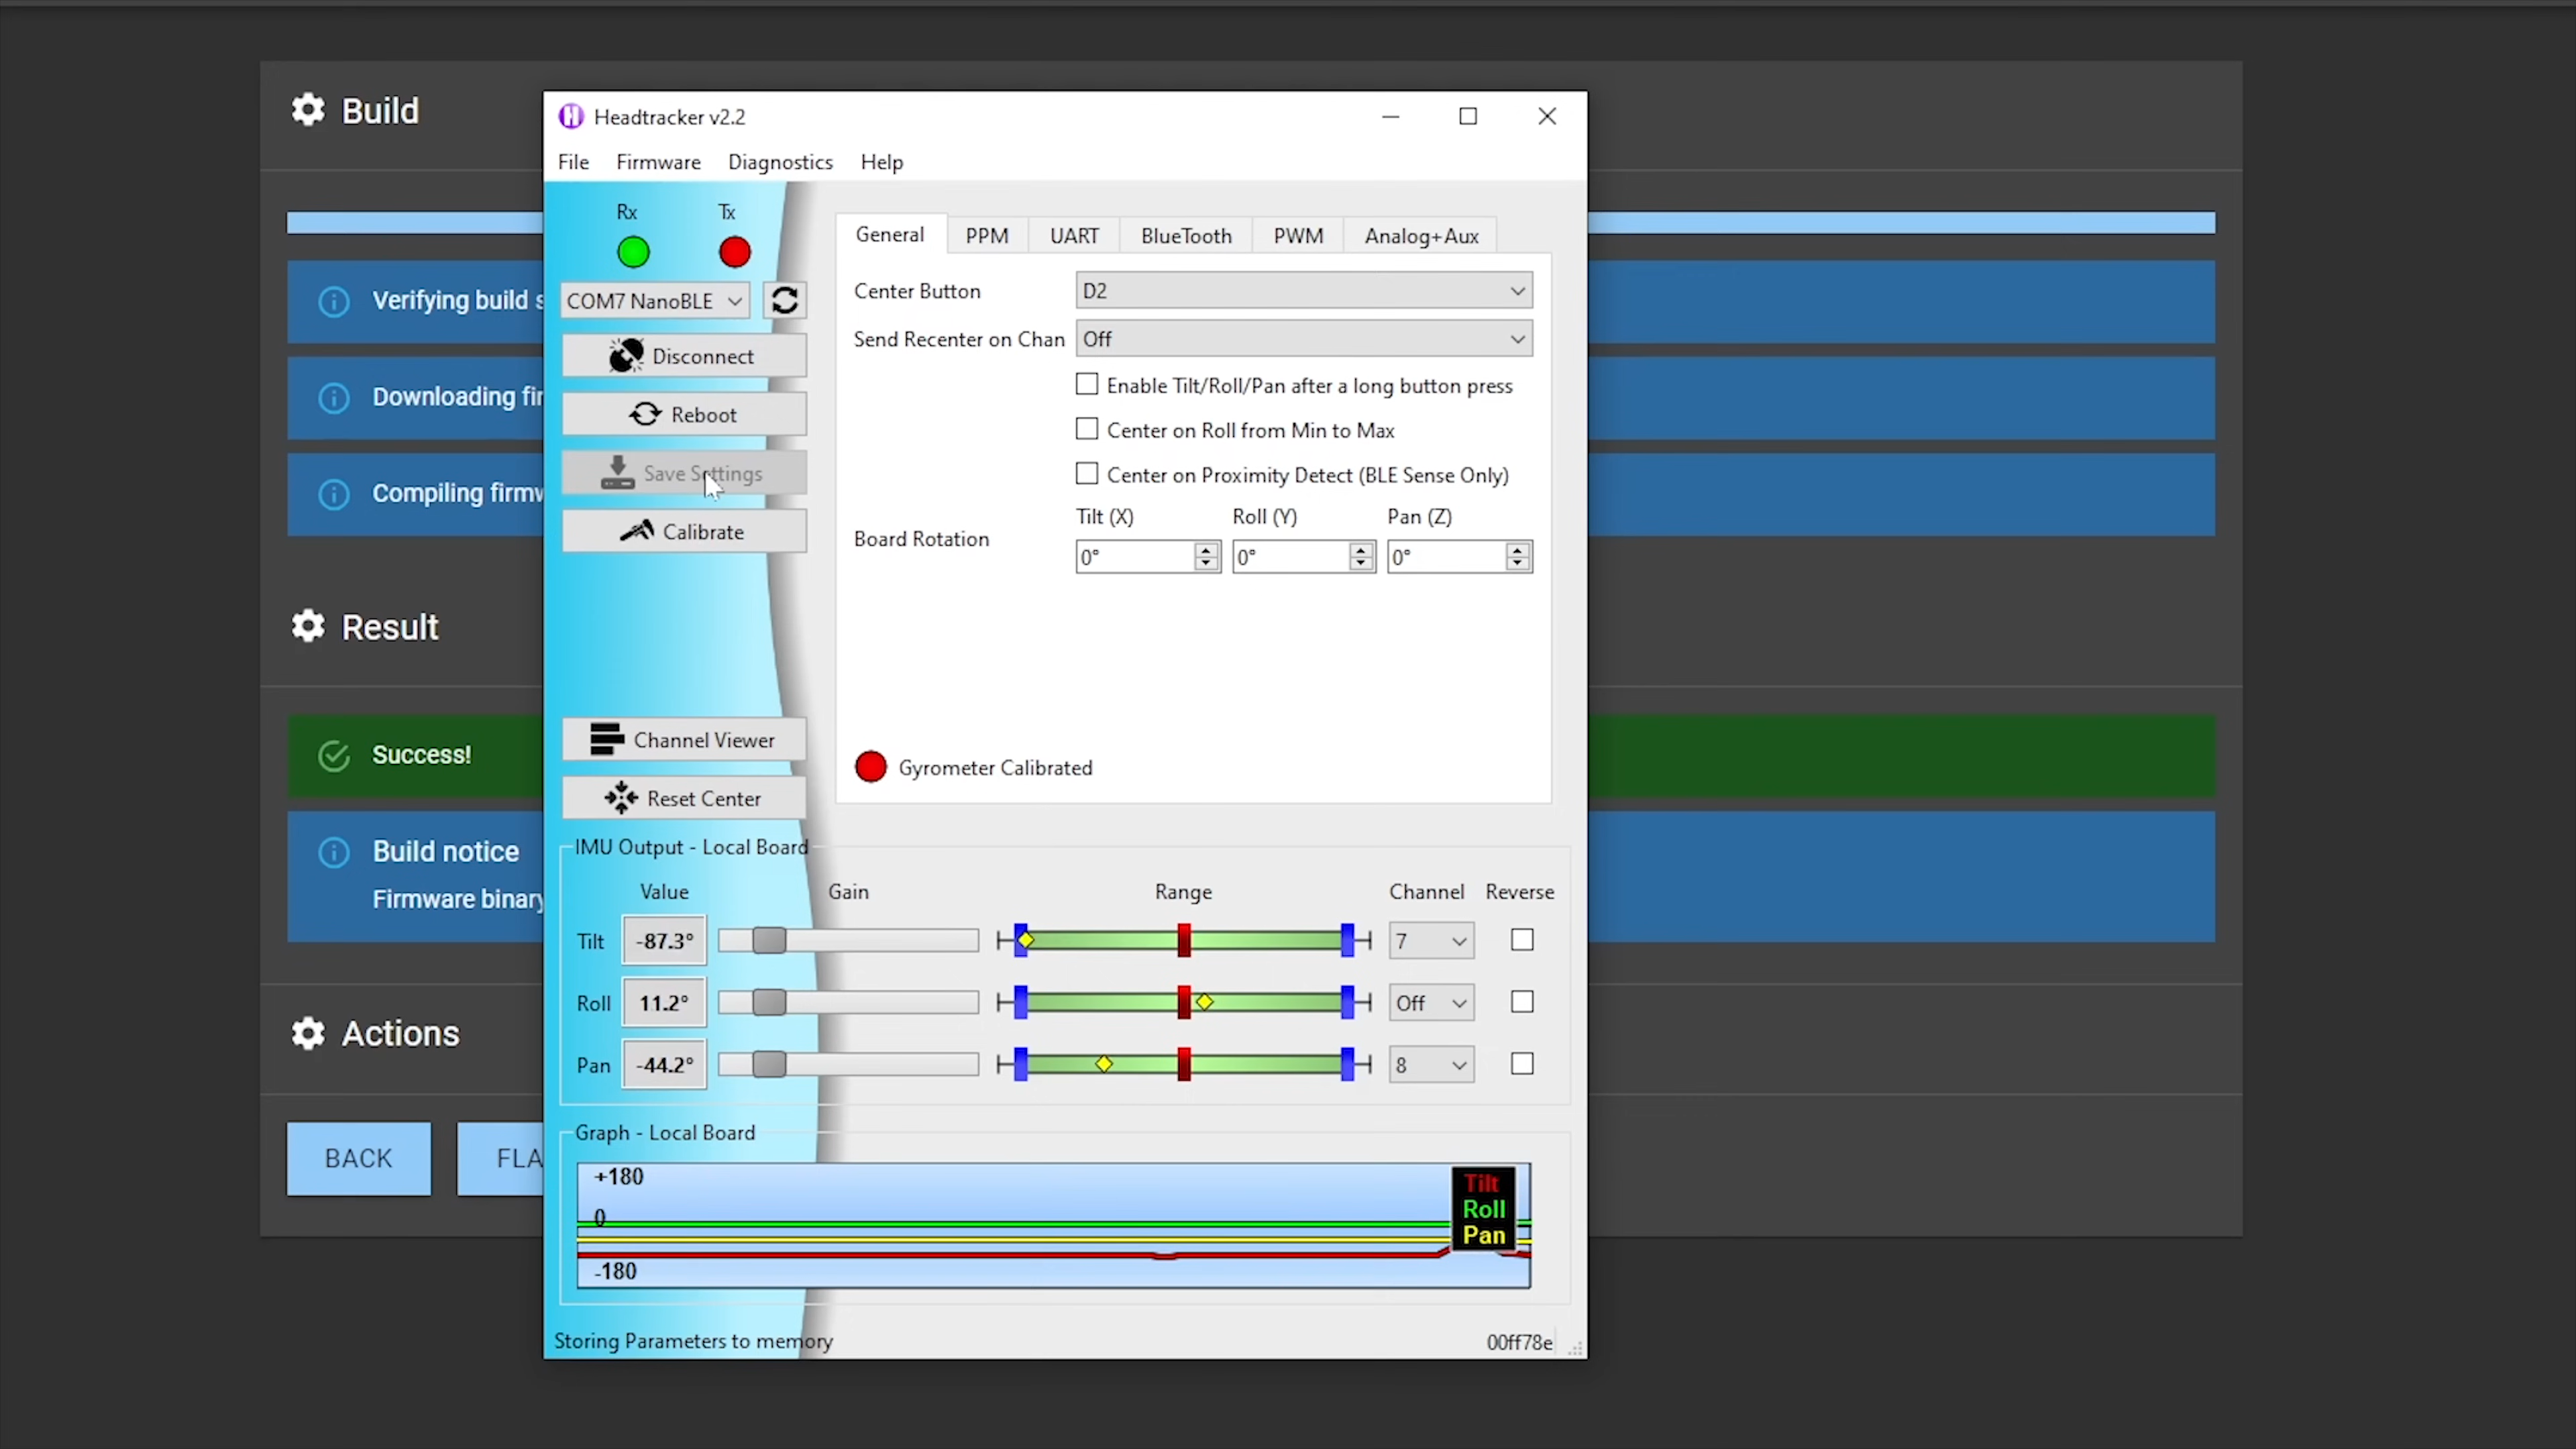 Build
Verifying build s
Downloading fir
Compiling firmw
Result
Success!
Build notice
Firmware binary
Actions
BACK
FLA
Headtracker v2.2
File Firmware Diagnostics Help
Rx Tx
COM7 NanoBLE
Disconnect
Reboot
Save Settings
Calibrate
Channel Viewer
Reset Center
General PPM UART BlueTooth PWM Analog+Aux
Center Button D2
Send Recenter on Chan Off
Enable Tilt/Roll/Pan after a long button press
Center on Roll from Min to Max
Center on Proximity Detect (BLE Sense Only)
Tilt (X) Roll (Y) Pan (Z)
Board Rotation 0° 0° 0°
Gyrometer Calibrated
IMU Output - Local Board
Value Gain Range Channel Reverse
Tilt -87.3° 7
Roll 11.2° Off
Pan -44.2° 8
Graph - Local Board
+180
0
-180
Tilt
Roll
Pan
Storing Parameters to memory 00ff78e